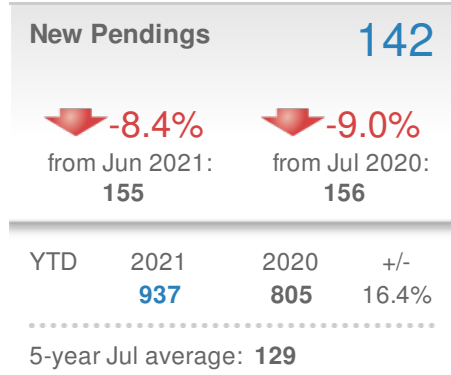 New Pendings 142
-8.4% -9.0%
from Jun 2021: from Jul 2020:
155 156
YTD 2021 2020 +/-
937 805 16.4%
5-year Jul average: 129